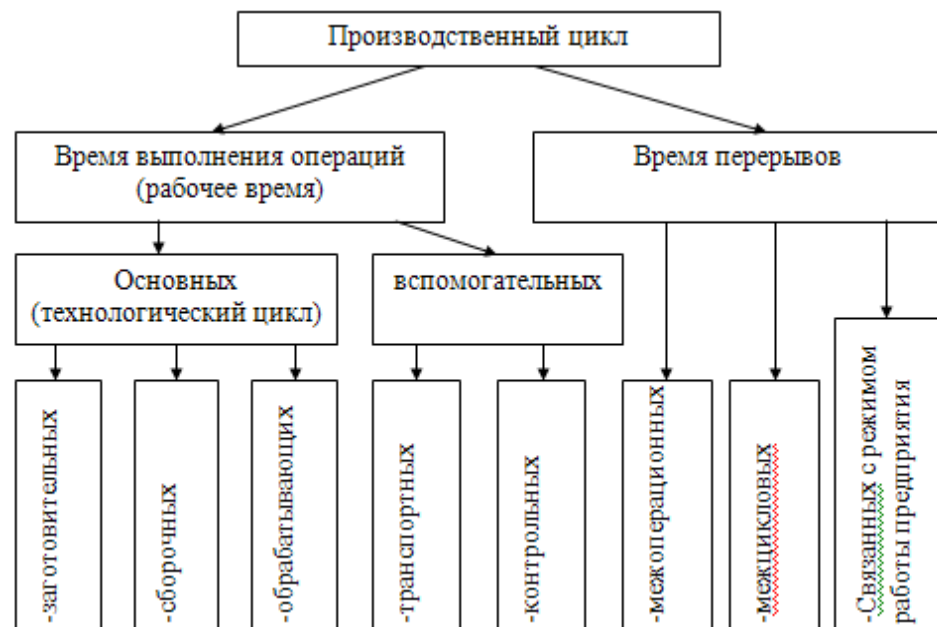 Производственный цикл
Время выполнения операций
(рабочее время)
Время перерывов
Основных
(технологический цикл)
вспомогательных
-заготовительных
-сборочных
-обрабатывающих
-транспортных
-контрольных
-межоперационных
-межцикловых
-Связанных с режимом
работы предприятия